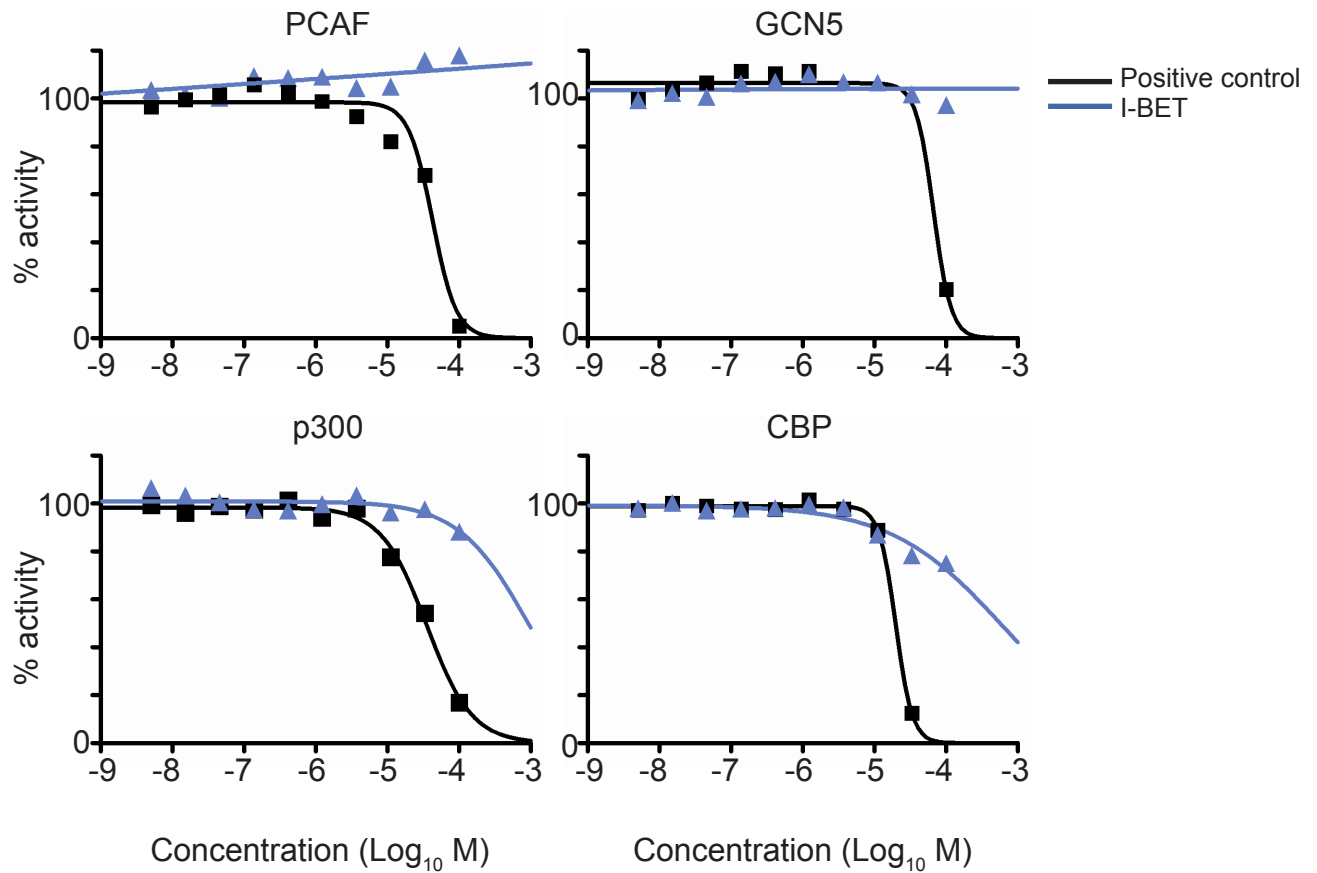 PCAF
GCN5
Positive control
I-BET
% activity
100
0
-9 -8 -7 -6 -5 -4 -3
100
0
-9 -8 -7 -6 -5 -4 -3
p300
CBP
% activity
100
0
-9 -8 -7 -6 -5 -4 -3
100
0
-9 -8 -7 -6 -5 -4 -3
Concentration (Log10 M)
Concentration (Log10 M)